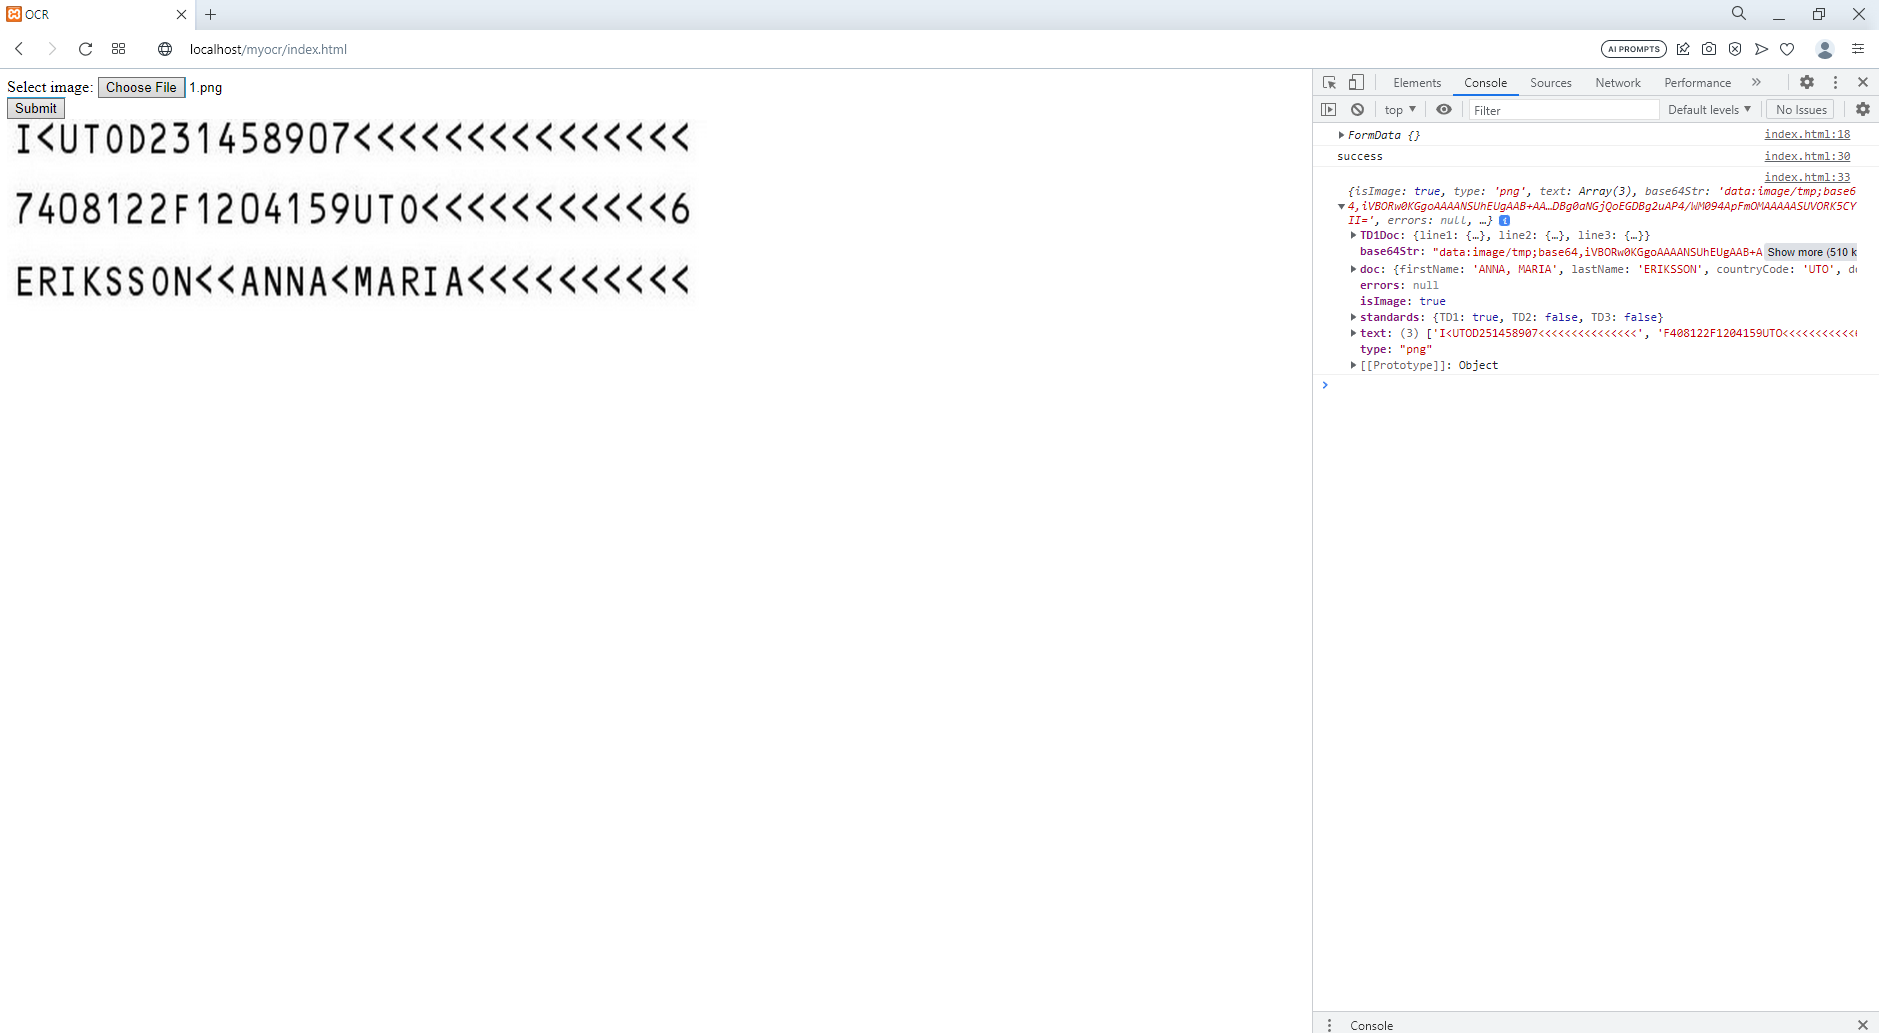 OCR
localhost/myocr/index.html
AI PROMPTS
Select image: Choose File 1.png
Submit
I<UTOD231458907<<<<<<<<<<<<<<<
7408122F1204159UTO<<<<<<<<<<<6
ERIKSSON<<ANNA<MARIA<<<<<<<<<<
Elements Console Sources Network Performance »
top ▼ Filter Default levels ▼ No Issues
▶ FormData {} index.html:18
success index.html:30
index.html:33
{isImage: true, type: 'png', text: Array(3), base64Str: 'data:image/tmp;base6
▼ 4,iVBORw0KGgoAAAANSUhEUgAAB+AA…DBg0aNGjQoEGDBg2uAP4/WM094ApFmOMAAAAASUVORK5CY
II=', errors: null, …} i
▶ TD1Doc: {line1: {…}, line2: {…}, line3: {…}}
base64Str: "data:image/tmp;base64,iVBORw0KGgoAAAANSUhEUgAAB+A Show more (510 k
▶ doc: {firstName: 'ANNA, MARIA', lastName: 'ERIKSSON', countryCode: 'UTO', d
errors: null
isImage: true
▶ standards: {TD1: true, TD2: false, TD3: false}
▶ text: (3) ['I<UTOD251458907<<<<<<<<<<<<<<<', 'F408122F1204159UTO<<<<<<<<<<<6
type: "png"
▶ [[Prototype]]: Object
Console